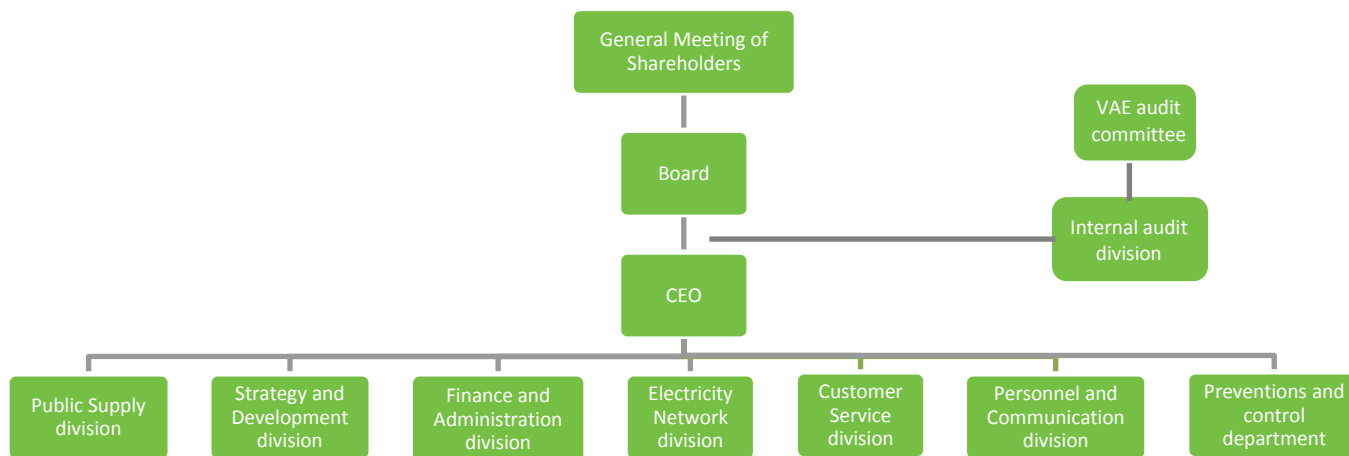 General Meeting of
Shareholders
VAE audit
committee
Board
Internal audit
division
CEO
Public Supply
division
Strategy and
Development
division
Finance and
Administration
division
Electricity
Network
division
Customer
Service
division
Personnel and
Communication
division
Preventions and
control
department